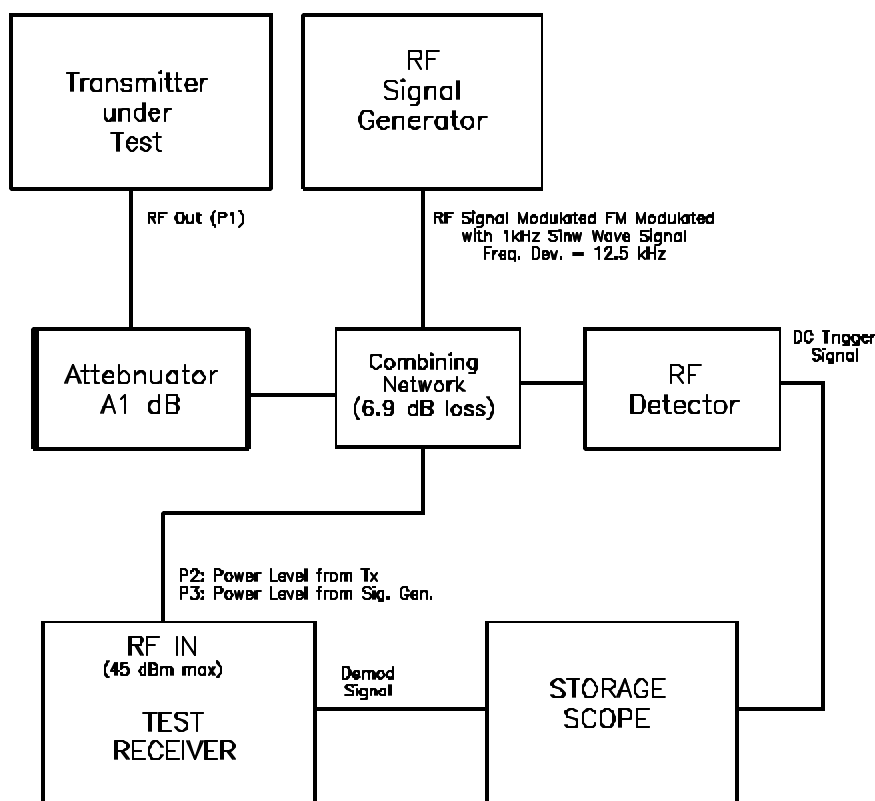 Transmitter
under
Test
RF
Signal
Generator
RF Out (P1)
RF Signal Modulated FM Modulated
with 1kHz Sinw Wave Signal
Freq. Dev. = 12.5 kHz
Attebnuator
A1 dB
Combining
Network
(6.9 dB loss)
RF
Detector
DC Trigger
Signal
P2: Power Level from Tx
P3: Power Level from Sig. Gen.
RF IN
(45 dBm max)
TEST
RECEIVER
Demod
Signal
STORAGE
SCOPE